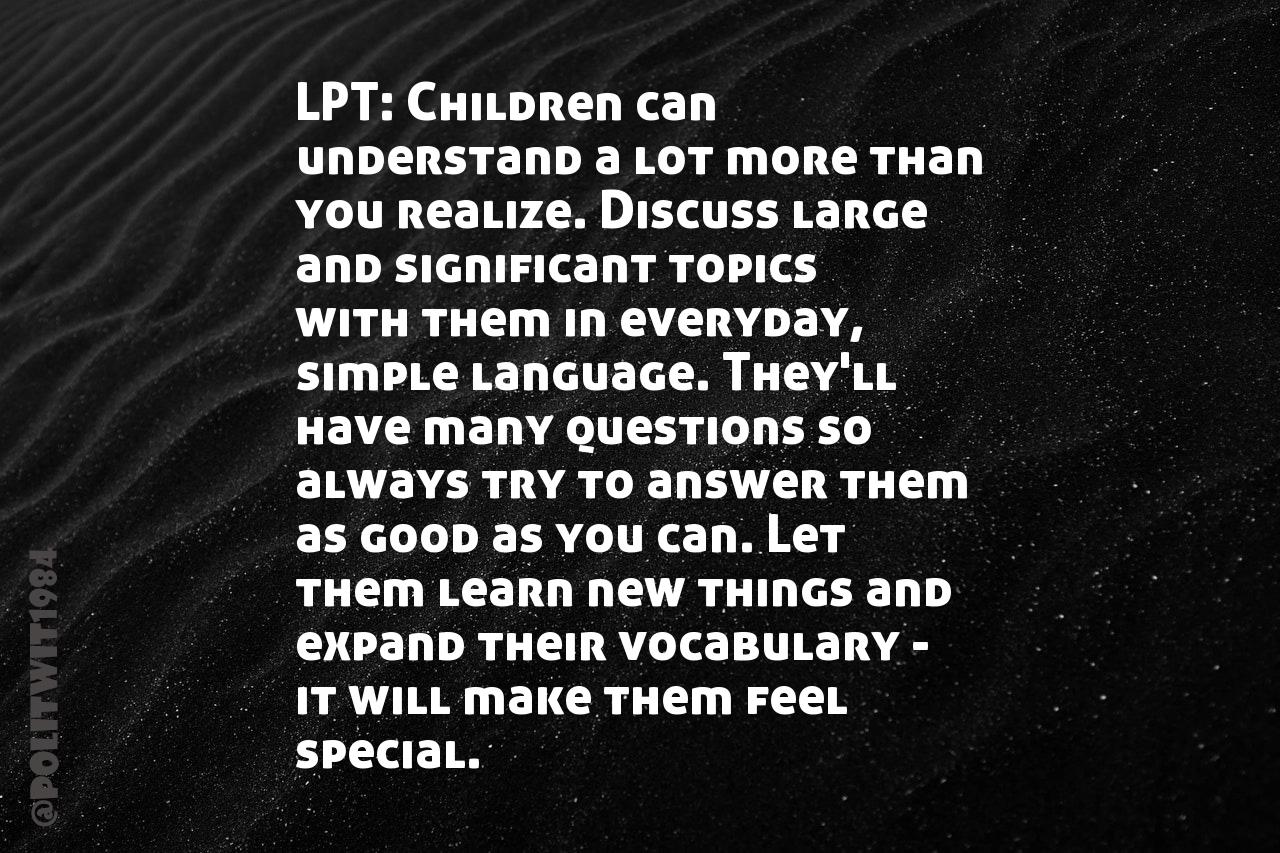 LPT: Children can
understand a lot more than
you realize. Discuss large
and significant topics
with them in everyday,
simple language. They'll
have many questions so
always try to answer them
as good as you can. Let
them learn new things and
expand their vocabulary -
it will make them feel
special.
@POLITWIT1984